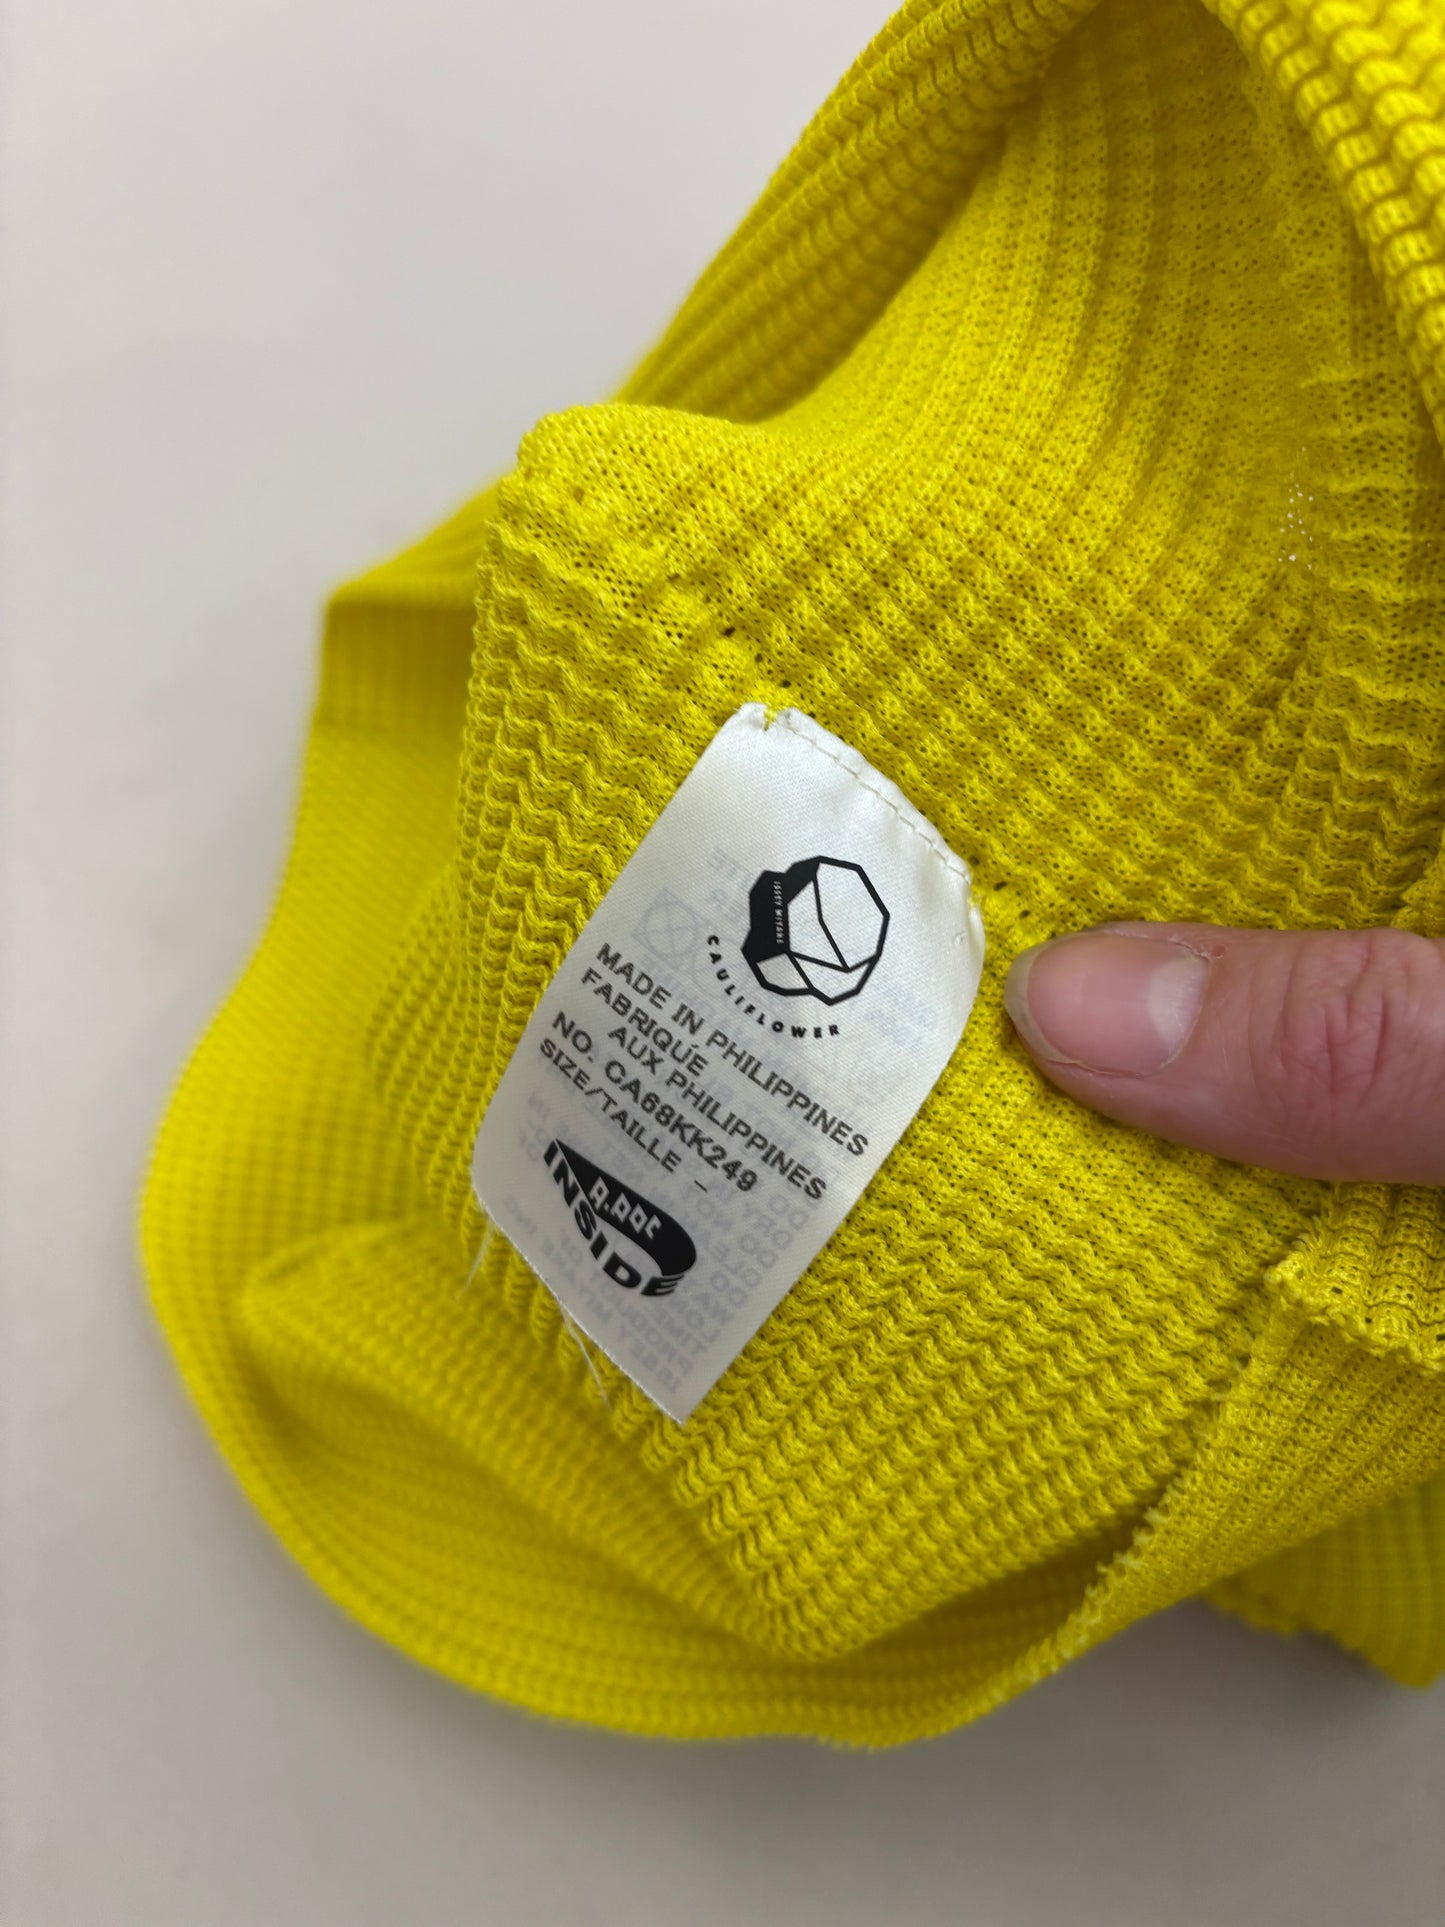 ISSEY MIYAKE
CAULIFLOWER
MADE IN PHILIPPINES
FABRIQUÉ
AUX PHILIPPINES
NO. CA68KK249
SIZE/TAILLE –
A.POC
INSIDE